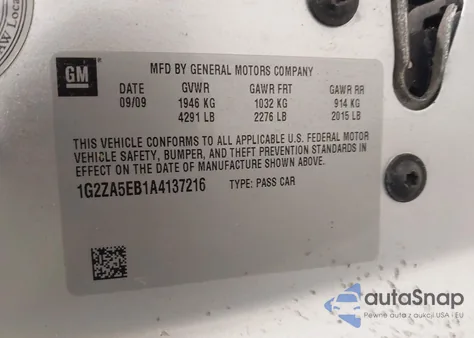 W Loca
GM
MFD BY GENERAL MOTORS COMPANY
DATE GVWR GAWR FRT GAWR RR
09/09 1946 KG 1032 KG 914 KG
4291 LB 2276 LB 2015 LB
THIS VEHICLE CONFORMS TO ALL APPLICABLE U.S. FEDERAL MOTOR
VEHICLE SAFETY, BUMPER, AND THEFT PREVENTION STANDARDS IN
EFFECT ON THE DATE OF MANUFACTURE SHOWN ABOVE.
1G2ZA5EB1A4137216 TYPE: PASS CAR
autoSnap
Pewne auta z aukcji USA i EU